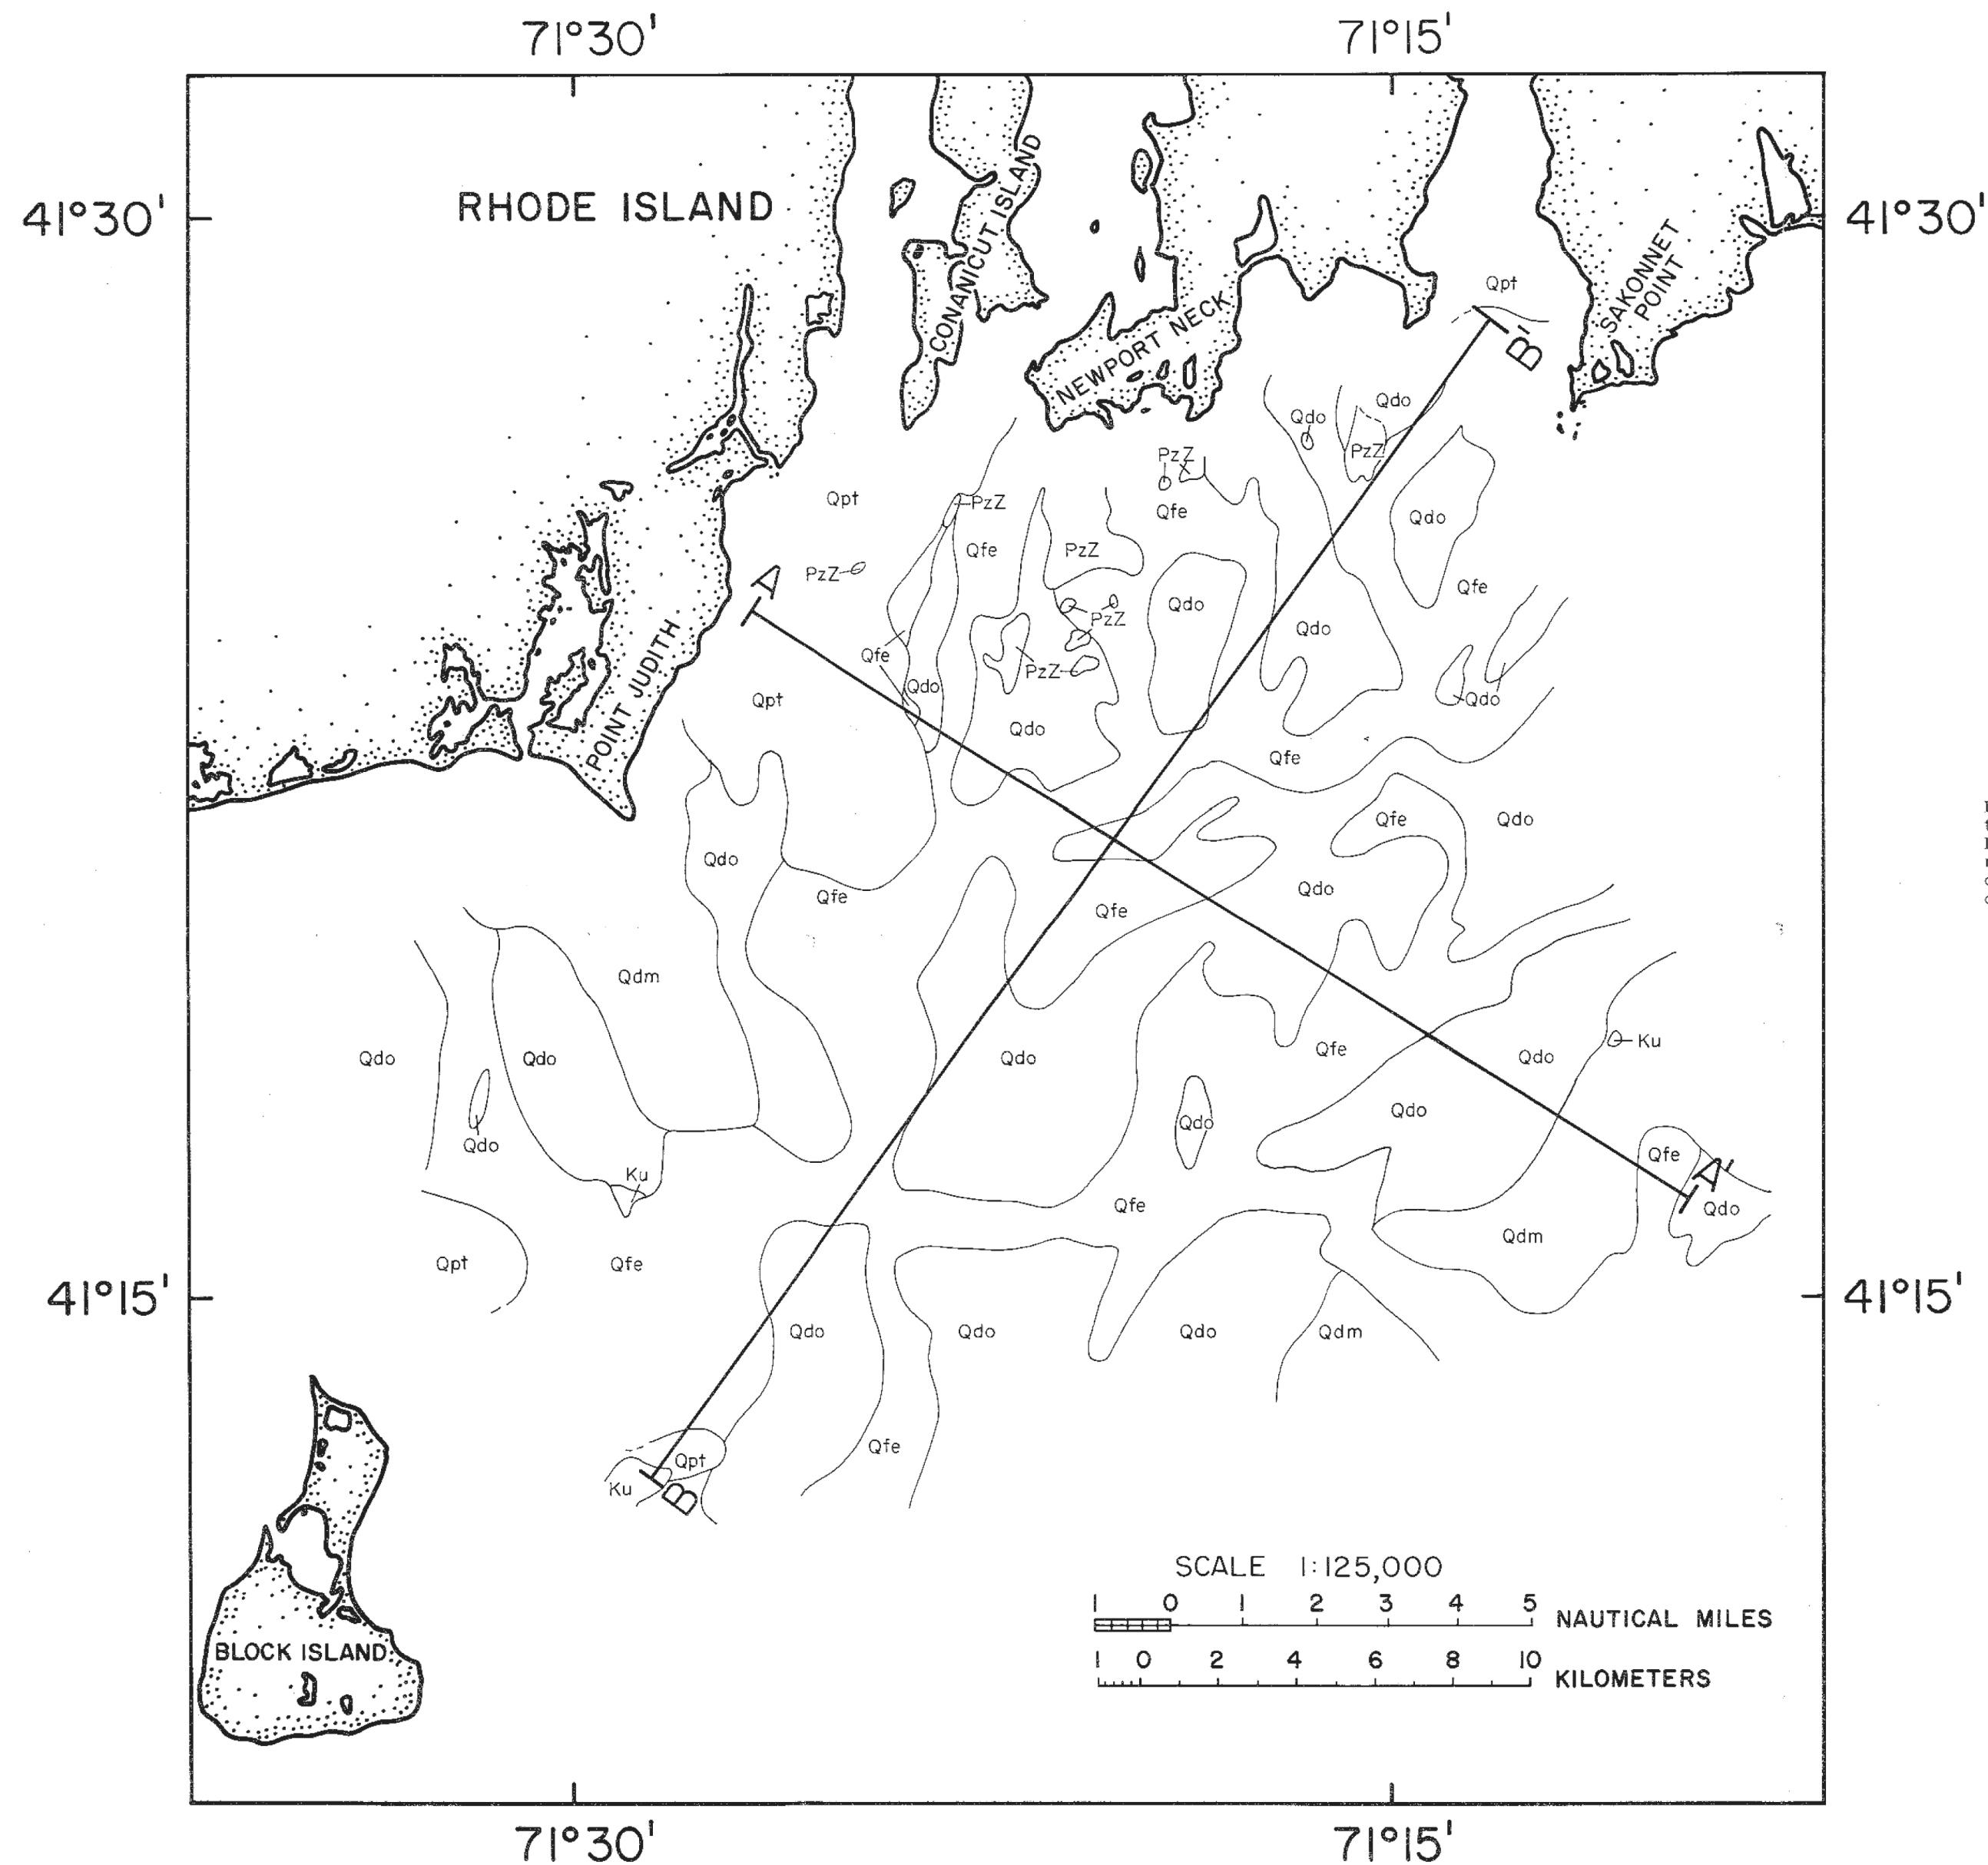 71°30' 71°15'
41°30' RHODE ISLAND 41°30'
CONANICUT ISLAND
NEWPORT NECK
SAKONNET
POINT
Qpt
B'
Qdo Qdo
PzZ PzZ
Qpt PzZ Qfe Qdo
Qfe PzZ
PzZ A Qfe
Qdo PzZ
POINT JUDITH Qfe Qdo
PzZ
Qpt Qdo Qdo
Qdo
Qfe
Qdo Qfe Qdo
Qfe Qfe Qdo
Qdm
Ku
Qdo Qdo Qdo Qfe Qdo
Qdo Qdo
Qdo
Ku Qfe A'
Qfe Qdo
Qpt Qfe Qdm
41°15' 41°15'
Qdo Qdo Qdo Qdm
Qfe
Qpt
Ku B
SCALE 1:125,000
1 0 1 2 3 4 5 NAUTICAL MILES
1 0 2 4 6 8 10 KILOMETERS
BLOCK ISLAND
71°30' 71°15'